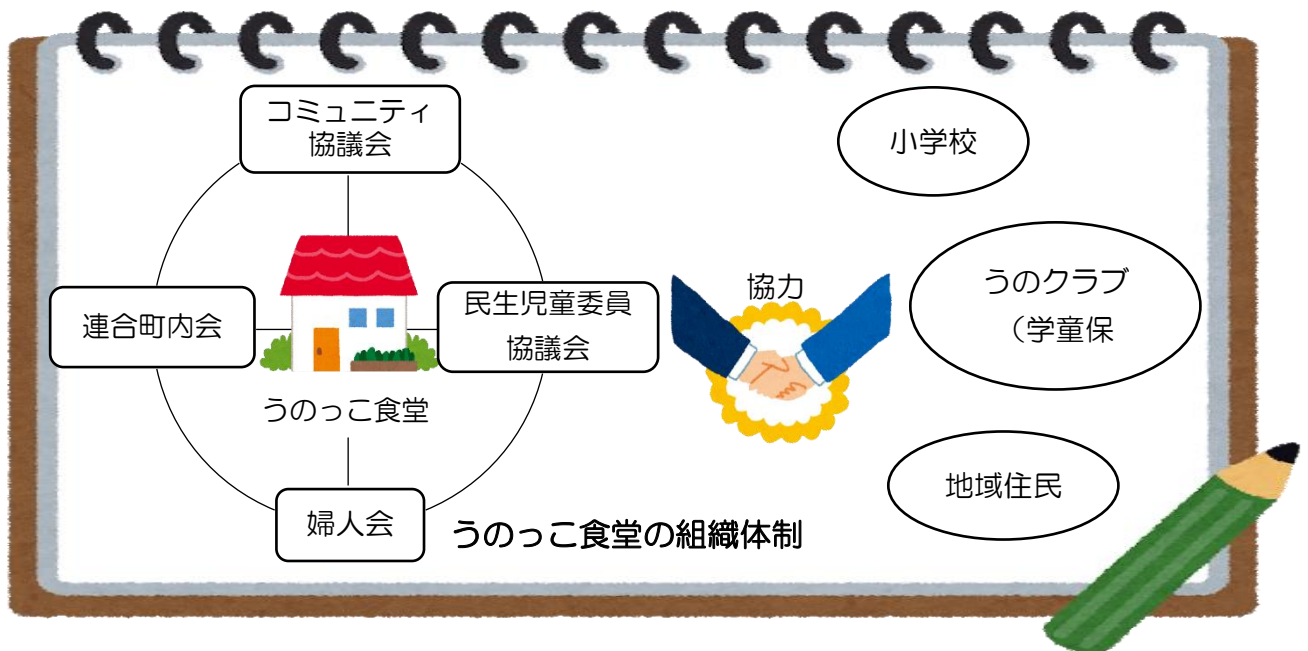 コミュニティ
協議会
連合町内会
民生児童委員
協議会
うのっこ食堂
婦人会
うのっこ食堂の組織体制
協力
小学校
うのクラブ
（学童保
地域住民